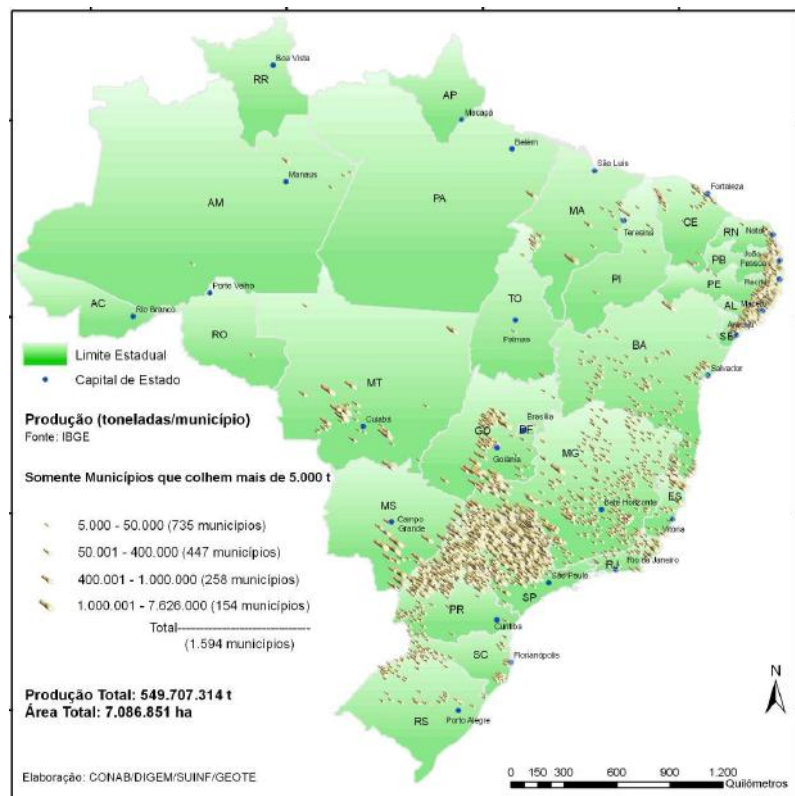 Boa Vista
RR
AP
Macapá
Belém
São Luis
Fortaleza
Manaus
AM
PA
MA
Teresina
CE
RN
Natal
João
Pessoa
PB
PI
PE
Recife
AC
Porto Velho
Rio Branco
TO
AL
Maceió
Aracaju
SE
RO
Palmas
BA
Salvador
Limite Estadual
Capital de Estado
MT
Cuiabá
Brasília
DF
GO
Goiânia
MG
Produção (toneladas/município)
Fonte: IBGE
Somente Municípios que colhem mais de 5.000 t
ES
Belo Horizonte
Vitória
MS
Campo
Grande
5.000 - 50.000 (735 municípios)
50.001 - 400.000 (447 municípios)
400.001 - 1.000.000 (258 municípios)
1.000.001 - 7.626.000 (154 municípios)
Total-------------------------------
(1.594 municípios)
Rio de Janeiro
RJ
São Paulo
SP
PR
Curitiba
SC
Florianópolis
Produção Total: 549.707.314 t
Área Total: 7.086.851 ha
RS
Porto Alegre
N
Elaboração: CONAB/DIGEM/SUINF/GEOTE
0 150 300 600 900 1.200
Quilômetros